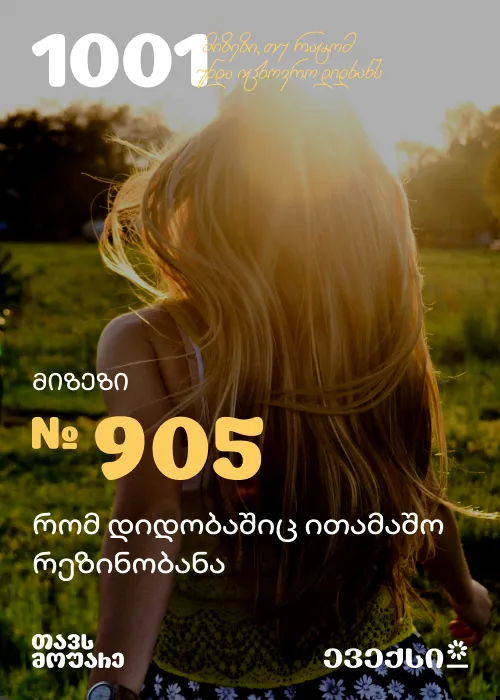 1001 მიზეზი, თუ რატომ
უნდა იცხოვრო დიდხანს
მიზეზი
№ 905
რომ დიდობაშიც ითამაშო
რეზინობანა
თავს
მოუარე
ევექსი